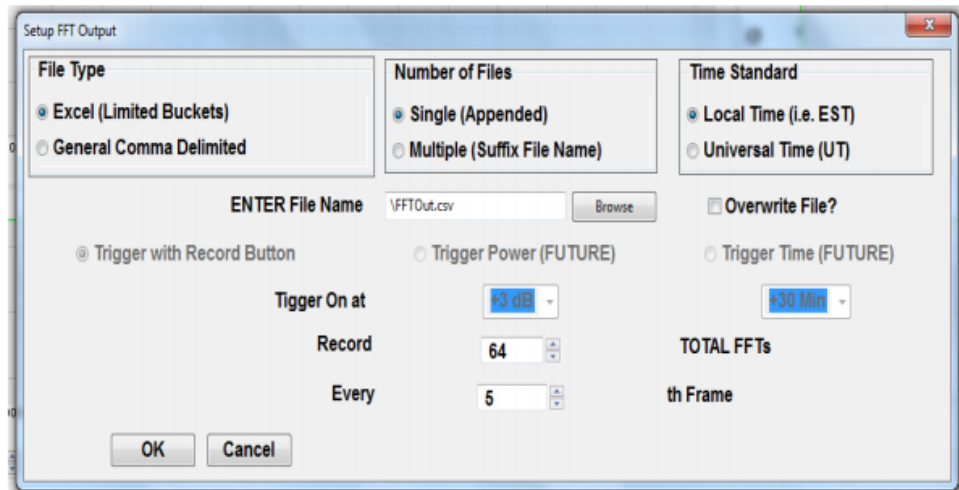 Setup FFT Output
File Type
Excel (Limited Buckets)
General Comma Delimited
Number of Files
Single (Appended)
Multiple (Suffix File Name)
Time Standard
Local Time (i.e. EST)
Universal Time (UT)
ENTER File Name \FFTOut.csv Browse Overwrite File?
Trigger with Record Button Trigger Power (FUTURE) Trigger Time (FUTURE)
Tigger On at +3 dB +30 Min
Record 64 TOTAL FFTs
Every 5 th Frame
OK Cancel